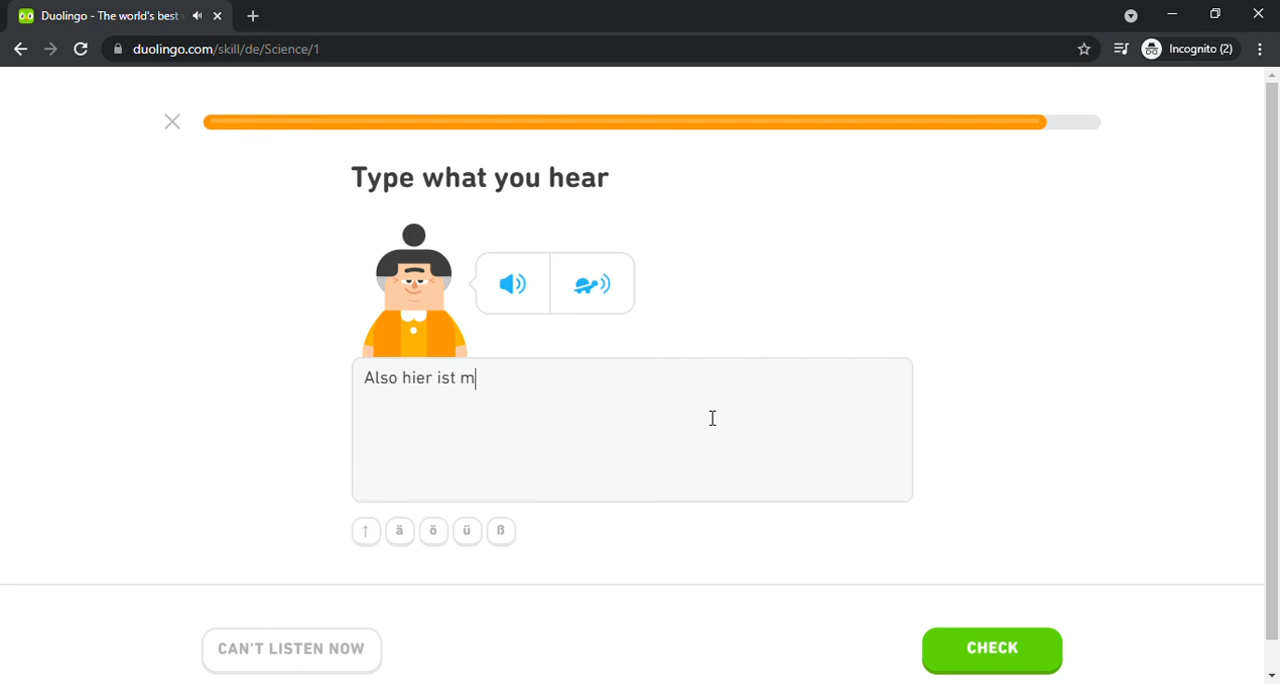 Duolingo - The world's best
duolingo.com/skill/de/Science/1
Incognito (2)
Type what you hear
Also hier ist m
↑ ä ö ü ß
CAN'T LISTEN NOW
CHECK